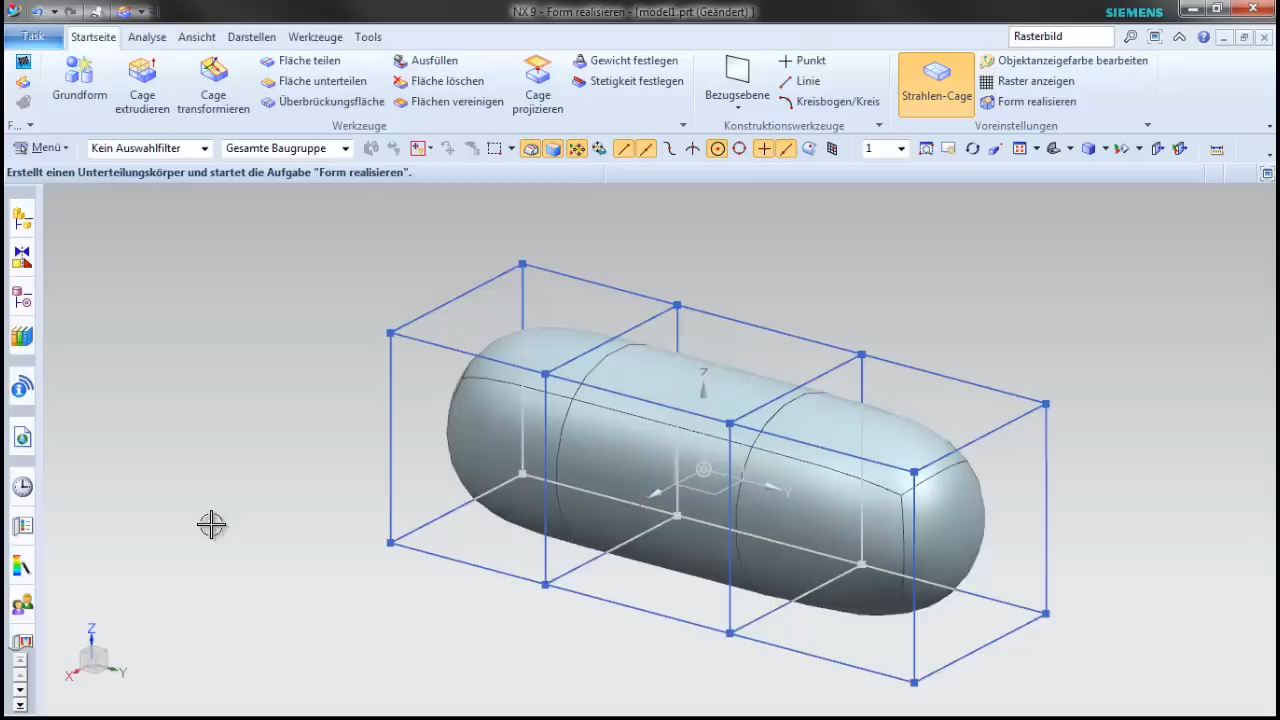 NX 9 - Form realisieren - [model1.prt (Geändert) ]
SIEMENS
Task
Startseite
Analyse
Ansicht
Darstellen
Werkzeuge
Tools
Rasterbild
Grundform
Cage extrudieren
Cage transformieren
Fläche teilen
Fläche unterteilen
Überbrückungsfläche
Ausfüllen
Fläche löschen
Flächen vereinigen
Cage projizieren
Gewicht festlegen
Stetigkeit festlegen
Bezugsebene
Punkt
Linie
Kreisbogen/Kreis
Strahlen-Cage
Objektanzeigefarbe bearbeiten
Raster anzeigen
Form realisieren
F...
Werkzeuge
Konstruktionswerkzeuge
Voreinstellungen
Menü
Kein Auswahlfilter
Gesamte Baugruppe
1
Erstellt einen Unterteilungskörper und startet die Aufgabe "Form realisieren".
Z
Y
Z
X
Y